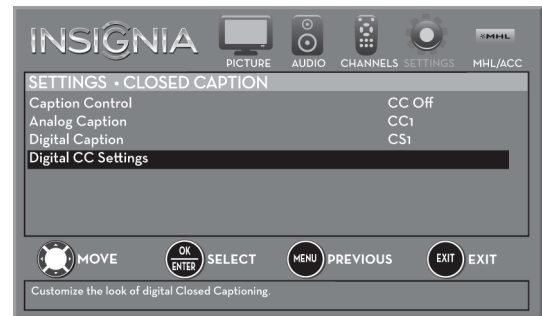 INSIGNIA
PICTURE AUDIO CHANNELS SETTINGS MHL/ACC
MHL
SETTINGS • CLOSED CAPTION
Caption Control CC Off
Analog Caption CC1
Digital Caption CS1
Digital CC Settings
MOVE OK ENTER SELECT MENU PREVIOUS EXIT EXIT
Customize the look of digital Closed Captioning.